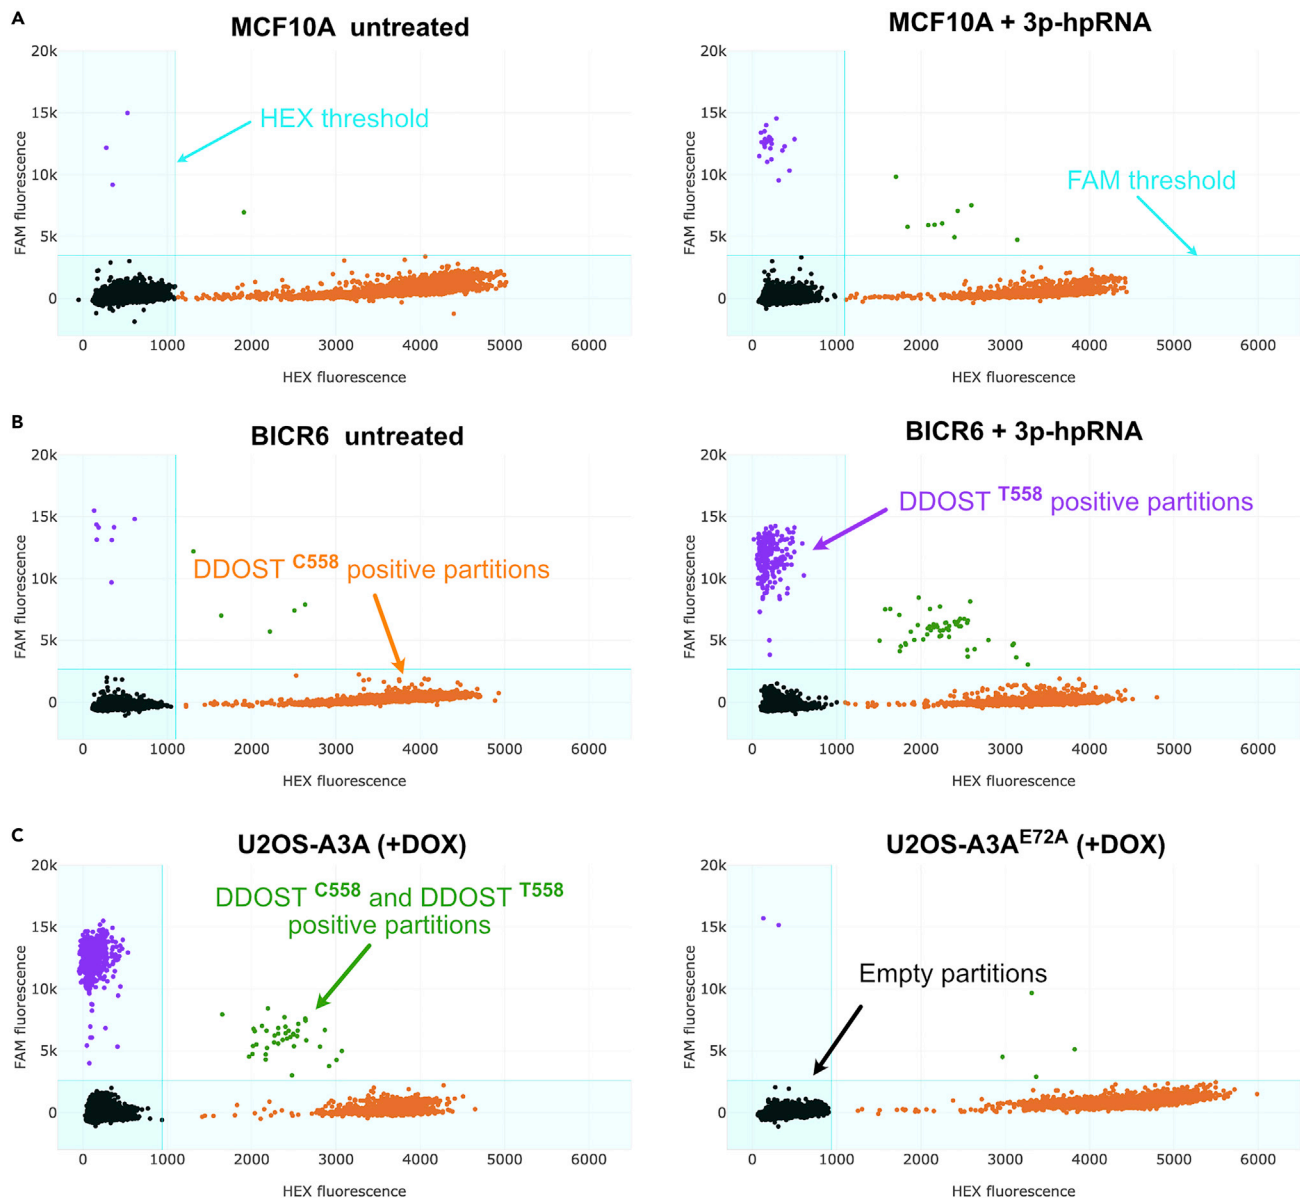 A
MCF10A untreated
20k
15k
10k
5k
0
FAM fluorescence
HEX threshold
0 1000 2000 3000 4000 5000 6000
HEX fluorescence
MCF10A + 3p-hpRNA
20k
15k
10k
5k
0
FAM fluorescence
FAM threshold
0 1000 2000 3000 4000 5000 6000
HEX fluorescence
B
BICR6 untreated
20k
15k
10k
5k
0
FAM fluorescence
DDOST C558 positive partitions
0 1000 2000 3000 4000 5000 6000
HEX fluorescence
BICR6 + 3p-hpRNA
20k
15k
10k
5k
0
FAM fluorescence
DDOST T558 positive partitions
0 1000 2000 3000 4000 5000 6000
HEX fluorescence
C
U2OS-A3A (+DOX)
20k
15k
10k
5k
0
FAM fluorescence
DDOST C558 and DDOST T558
positive partitions
0 1000 2000 3000 4000 5000 6000
HEX fluorescence
U2OS-A3AE72A (+DOX)
20k
15k
10k
5k
0
FAM fluorescence
Empty partitions
0 1000 2000 3000 4000 5000 6000
HEX fluorescence